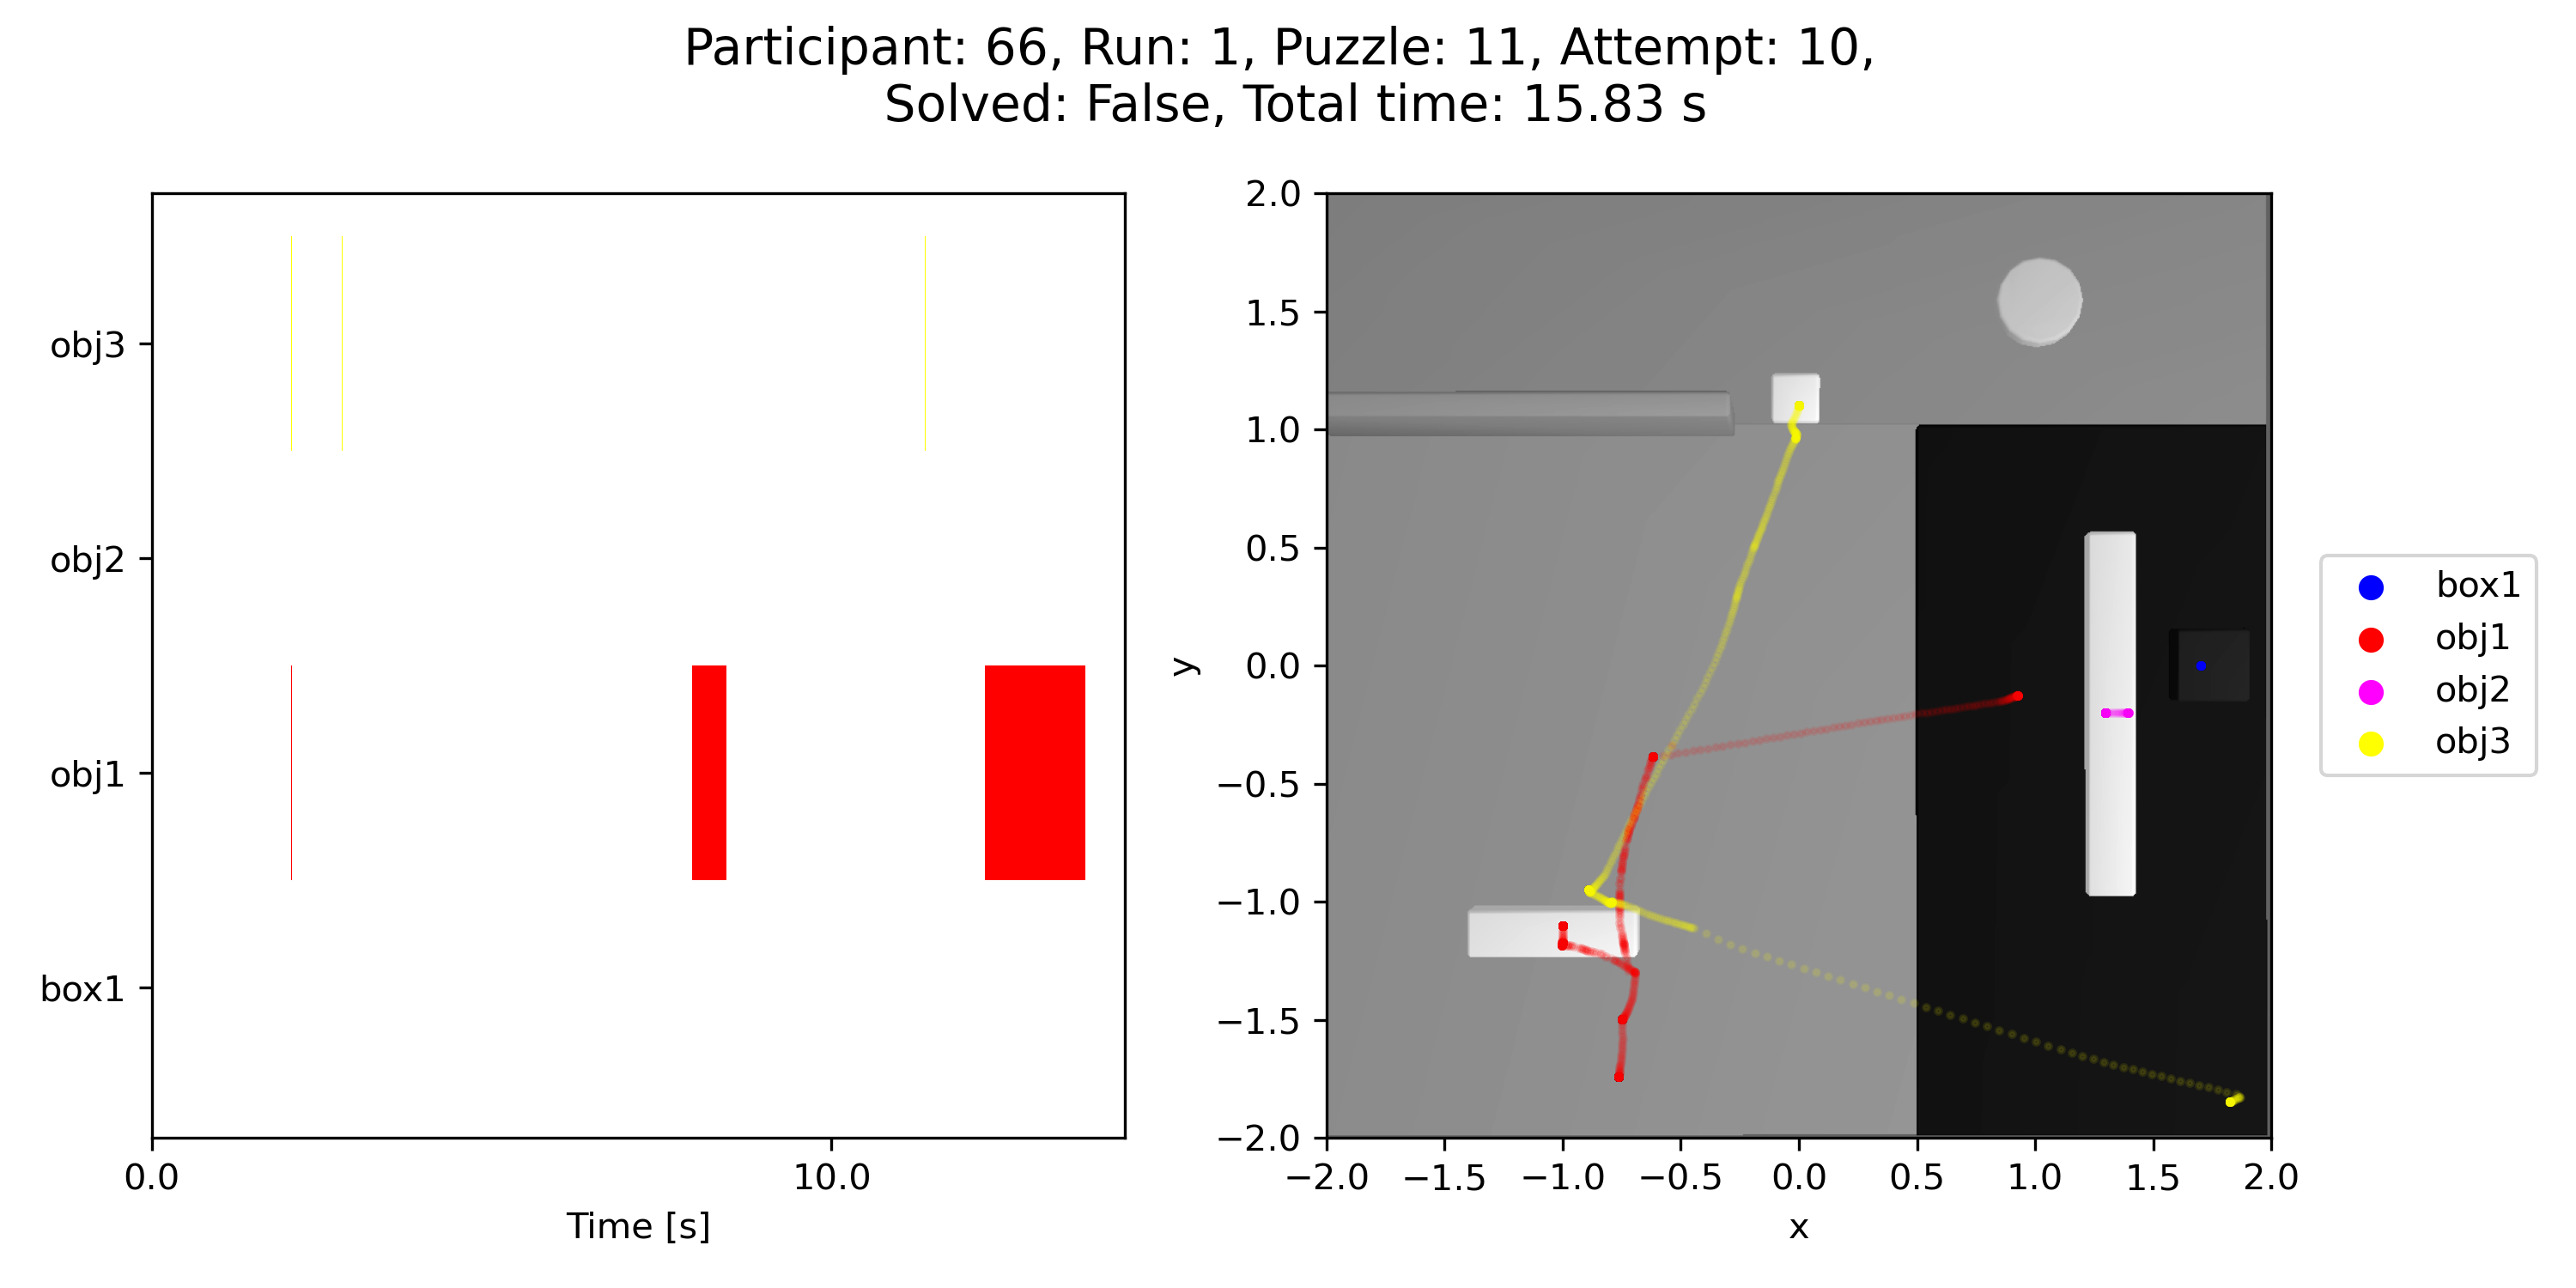 Participant: 66, Run: 1, Puzzle: 11, Attempt: 10,
Solved: False, Total time: 15.83 s
obj3
obj2
obj1
box1
0.0
10.0
Time [s]
y
2.0
1.5
1.0
0.5
0.0
−0.5
−1.0
−1.5
−2.0
−2.0
−1.5
−1.0
−0.5
0.0
0.5
1.0
1.5
2.0
x
box1
obj1
obj2
obj3